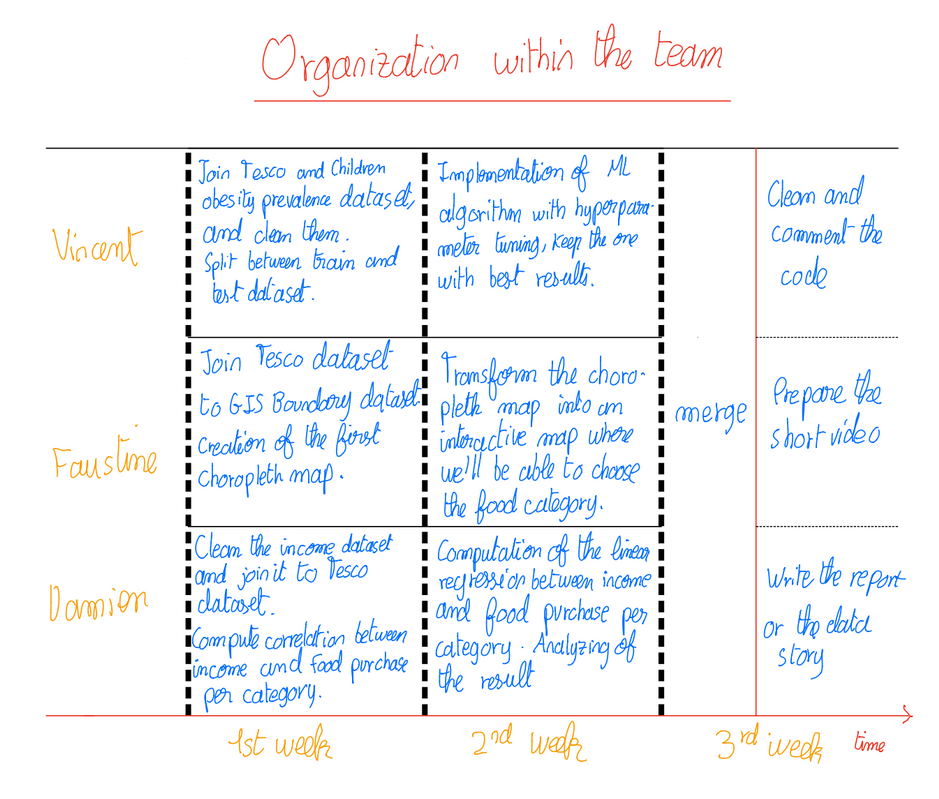 Organization within the team
Vincent
Join Tesco and Children
obesity prevalence dataset,
and clean them.
Split between train and
test dataset.
Implementation of ML
algorithm with hyperpara-
meter tuning, keep the one
with best results.
Clean and
comment the
code
Faustine
Join Tesco dataset
to GIS Boundary dataset.
Creation of the first
choropleth map.
Transform the choro-
pleth map into an
interactive map where
we'll be able to choose
the food category.
merge
Prepare the
short video
Damien
Clean the income dataset
and join it to Tesco
dataset.
Compute correlation between
income and food purchase
per category.
Computation of the linear
regression between income
and food purchase per
category. Analyzing of
the result
Write the report
or the data
story
1st week
2nd week
3rd week
time